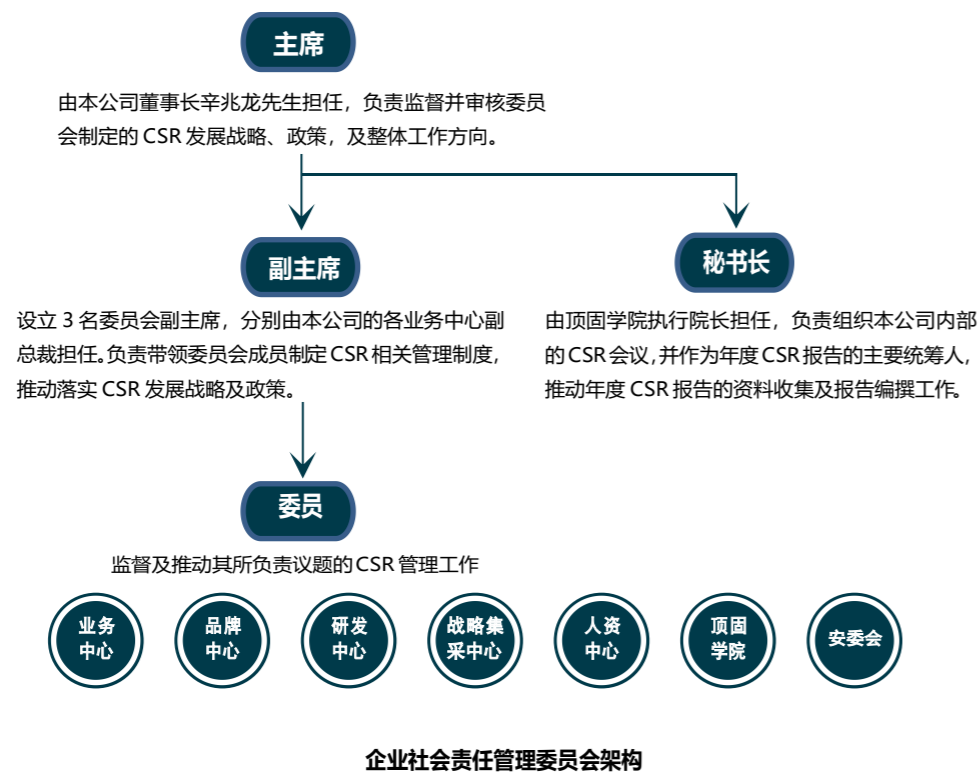 主席
由本公司董事长辛兆龙先生担任，负责监督并审核委员
会制定的 CSR 发展战略、政策，及整体工作方向。
副主席
设立 3 名委员会副主席，分别由本公司的各业务中心副
总裁担任。负责带领委员会成员制定 CSR 相关管理制度，
推动落实 CSR 发展战略及政策。
秘书长
由顶固学院执行院长担任，负责组织本公司内部
的 CSR 会议，并作为年度 CSR 报告的主要统筹人，
推动年度 CSR 报告的资料收集及报告编撰工作。
委员
监督及推动其所负责议题的 CSR 管理工作
业务
中心
品牌
中心
研发
中心
战略集
采中心
人资
中心
顶固
学院
安委会
企业社会责任管理委员会架构